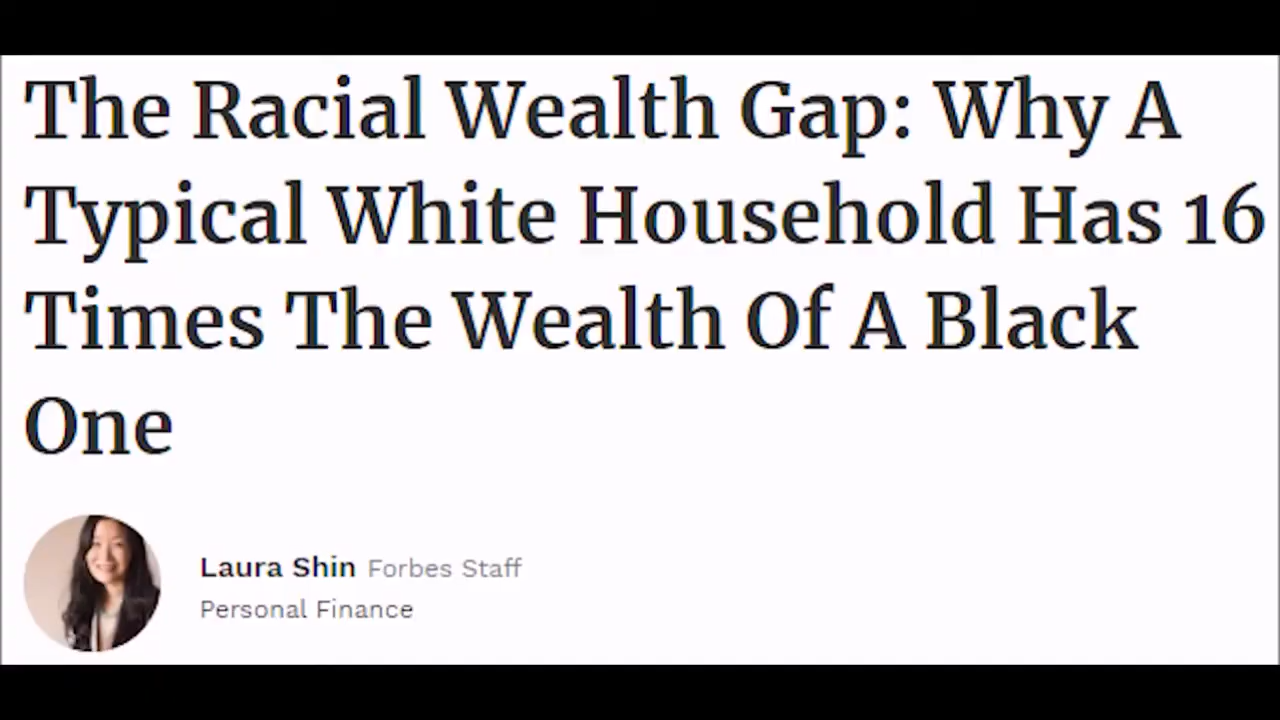 The Racial Wealth Gap: Why A
Typical White Household Has 16
Times The Wealth Of A Black
One
Laura Shin Forbes Staff
Personal Finance